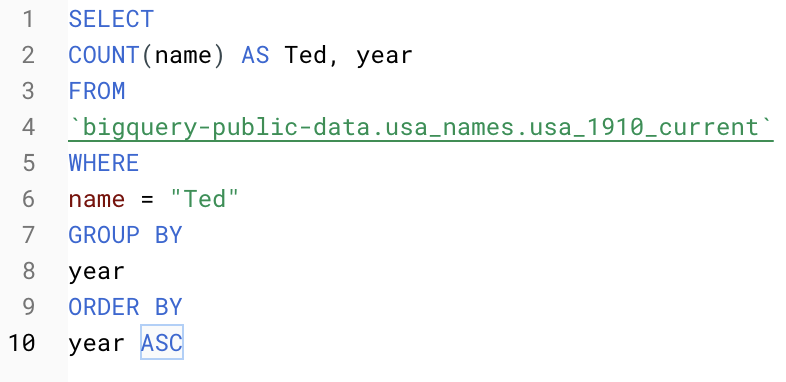 1 SELECT
2 COUNT(name) AS Ted, year
3 FROM
4 `bigquery-public-data.usa_names.usa_1910_current`
5 WHERE
6 name = "Ted"
7 GROUP BY
8 year
9 ORDER BY
10 year ASC